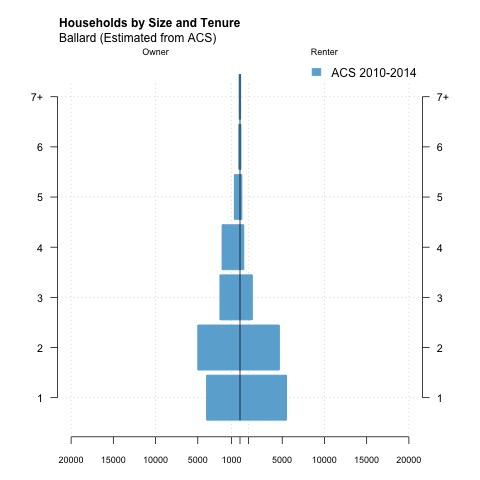 Households by Size and Tenure
Ballard (Estimated from ACS)
Owner Renter
ACS 2010-2014
7+ 7+
6 6
5 5
4 4
3 3
2 2
1 1
20000 15000 10000 5000 1000 5000 10000 15000 20000